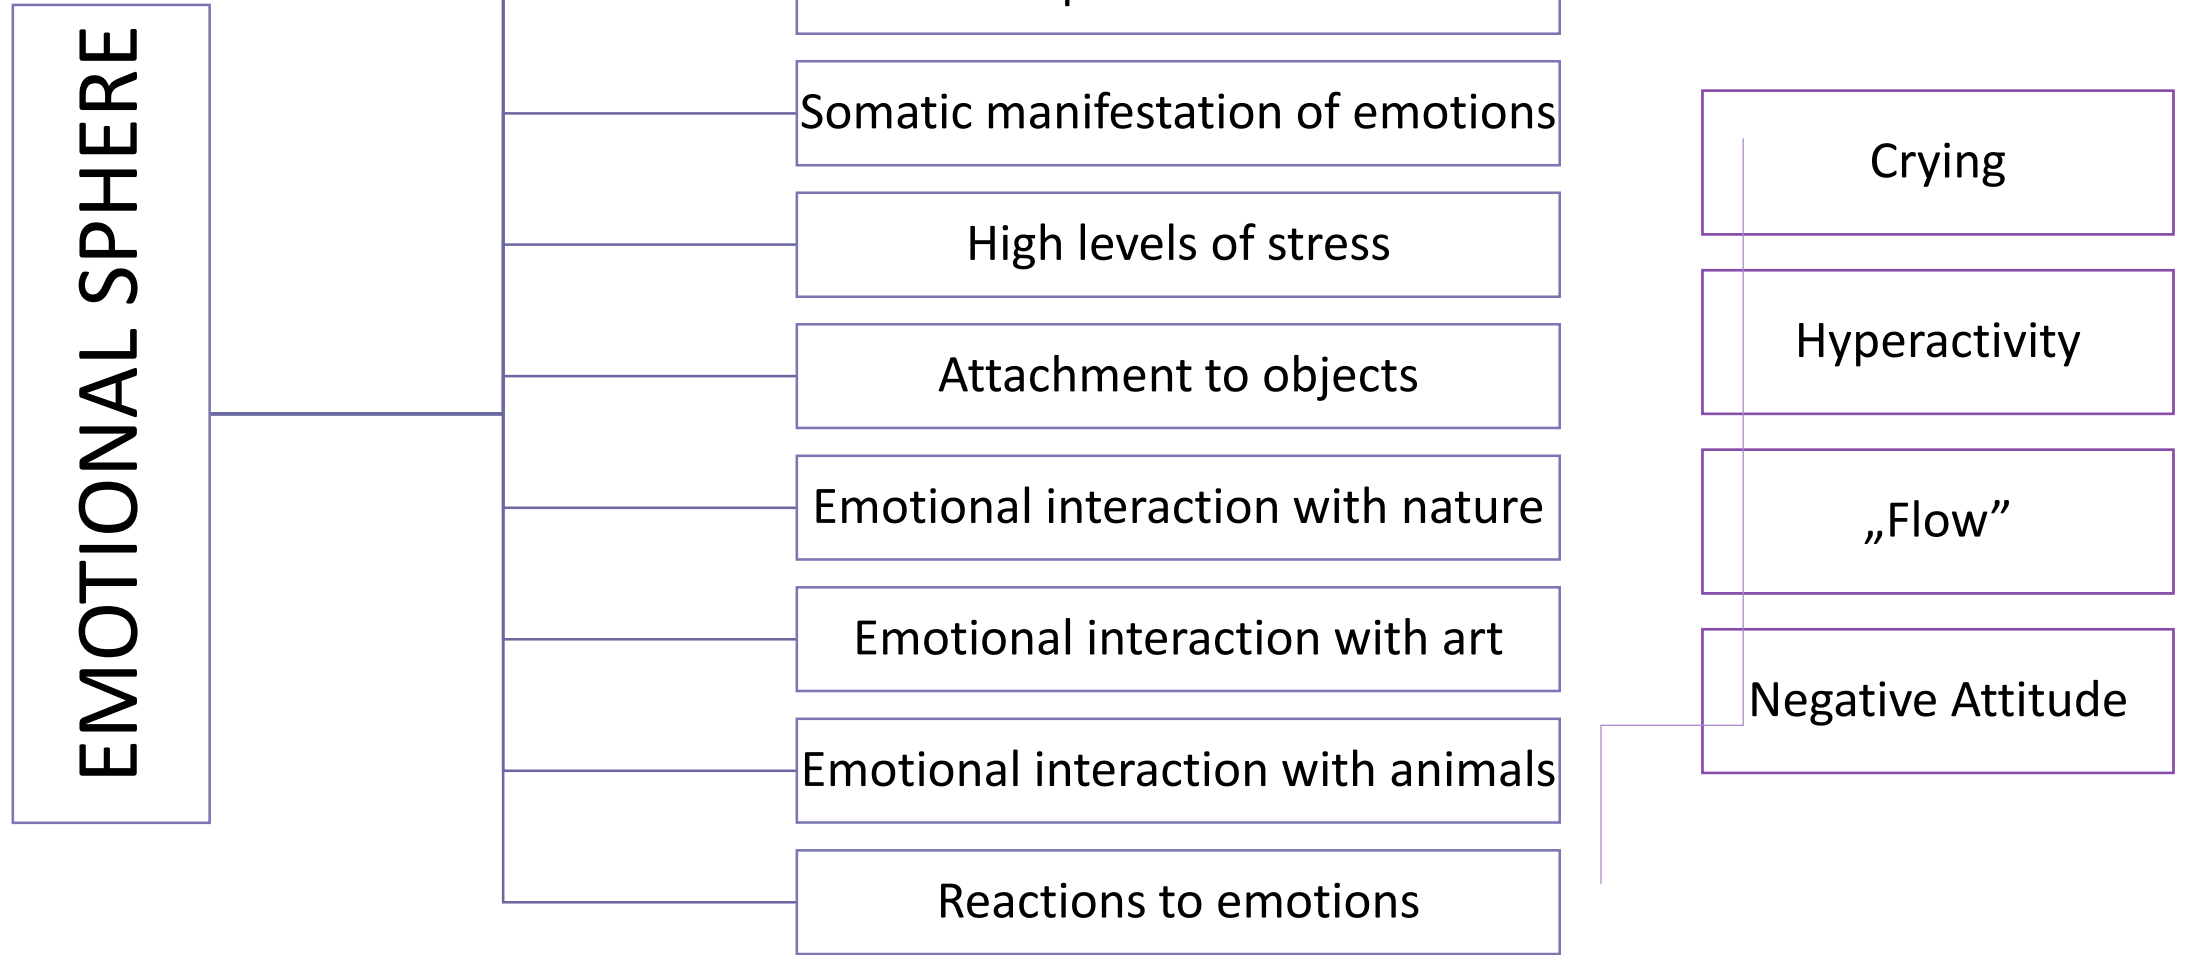 EMOTIONAL SPHERE
Somatic manifestation of emotions
High levels of stress
Attachment to objects
Emotional interaction with nature
Emotional interaction with art
Emotional interaction with animals
Reactions to emotions
Crying
Hyperactivity
„Flow”
Negative Attitude